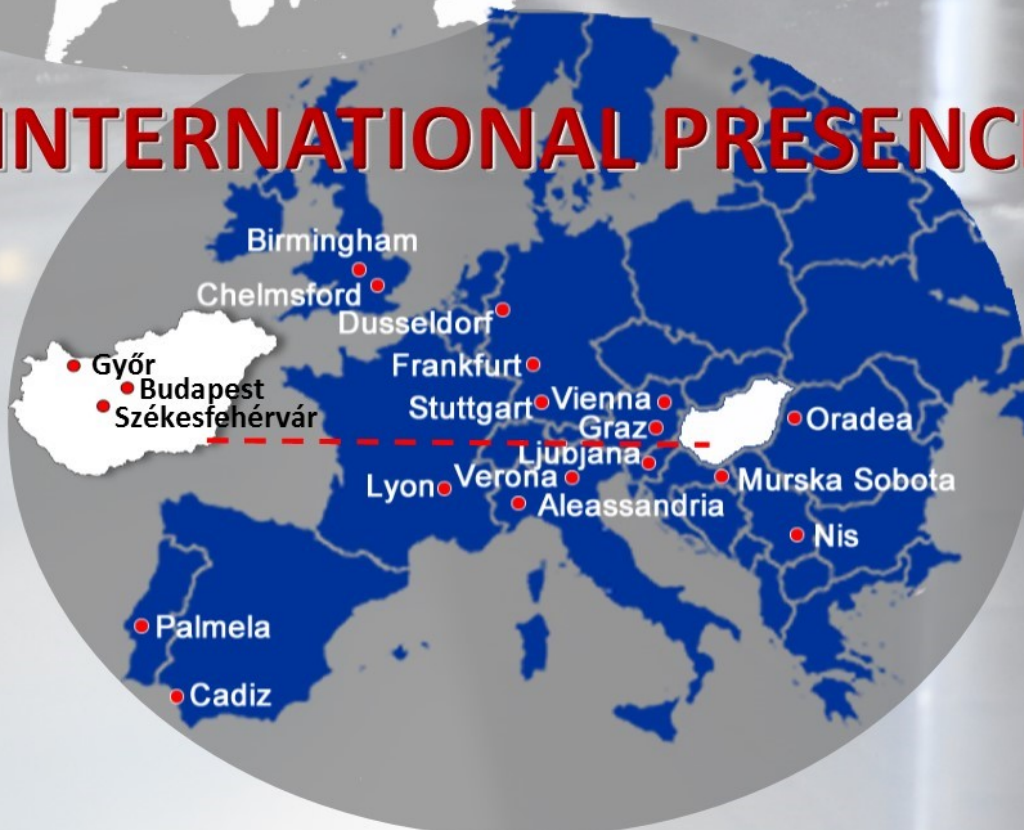 INTERNATIONAL PRESENC
Birmingham
Chelmsford
Dusseldorf
Győr
Frankfurt
Budapest
Stuttgart
Vienna
Székesfehérvár
Oradea
Graz
Ljubjana
Verona
Lyon
Murska Sobota
Aleassandria
Nis
Palmela
Cadiz